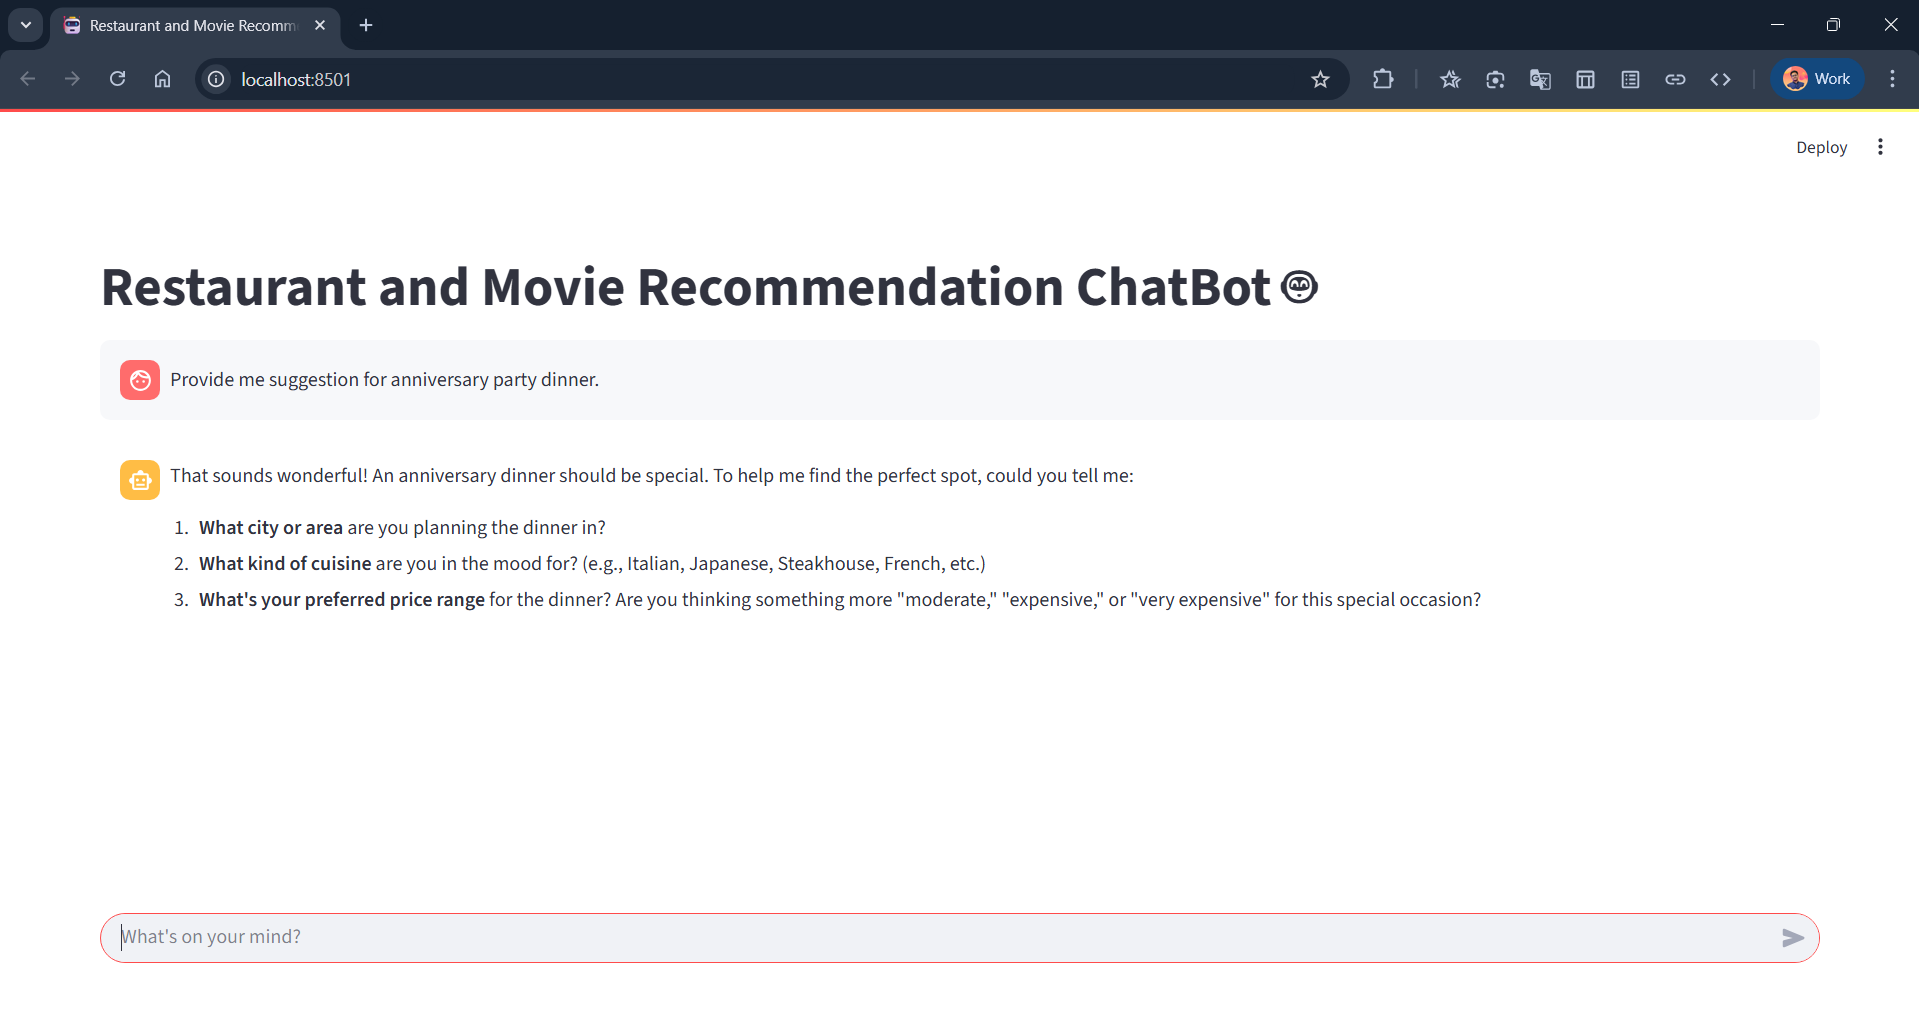 Restaurant and Movie Recomm
localhost:8501
Work
Deploy
Restaurant and Movie Recommendation ChatBot
Provide me suggestion for anniversary party dinner.
That sounds wonderful! An anniversary dinner should be special. To help me find the perfect spot, could you tell me:
1. What city or area are you planning the dinner in?
2. What kind of cuisine are you in the mood for? (e.g., Italian, Japanese, Steakhouse, French, etc.)
3. What's your preferred price range for the dinner? Are you thinking something more "moderate," "expensive," or "very expensive" for this special occasion?
What's on your mind?